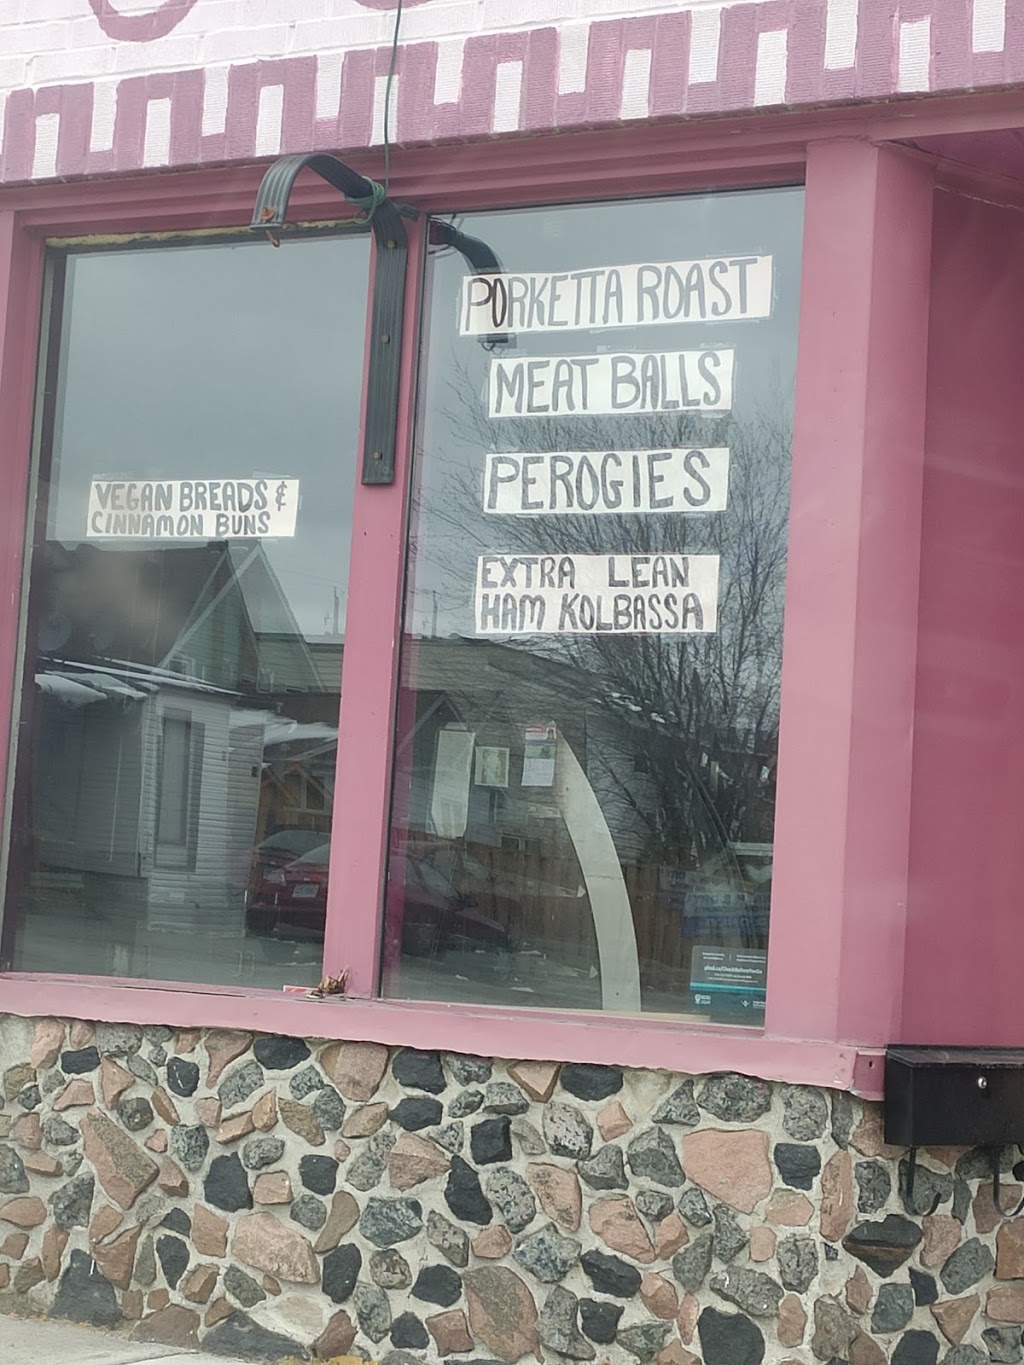 PORKETTA ROAST
MEAT BALLS
PEROGIES
EXTRA LEAN
HAM KOLBASSA
VEGAN BREADS &
CINNAMON BUNS